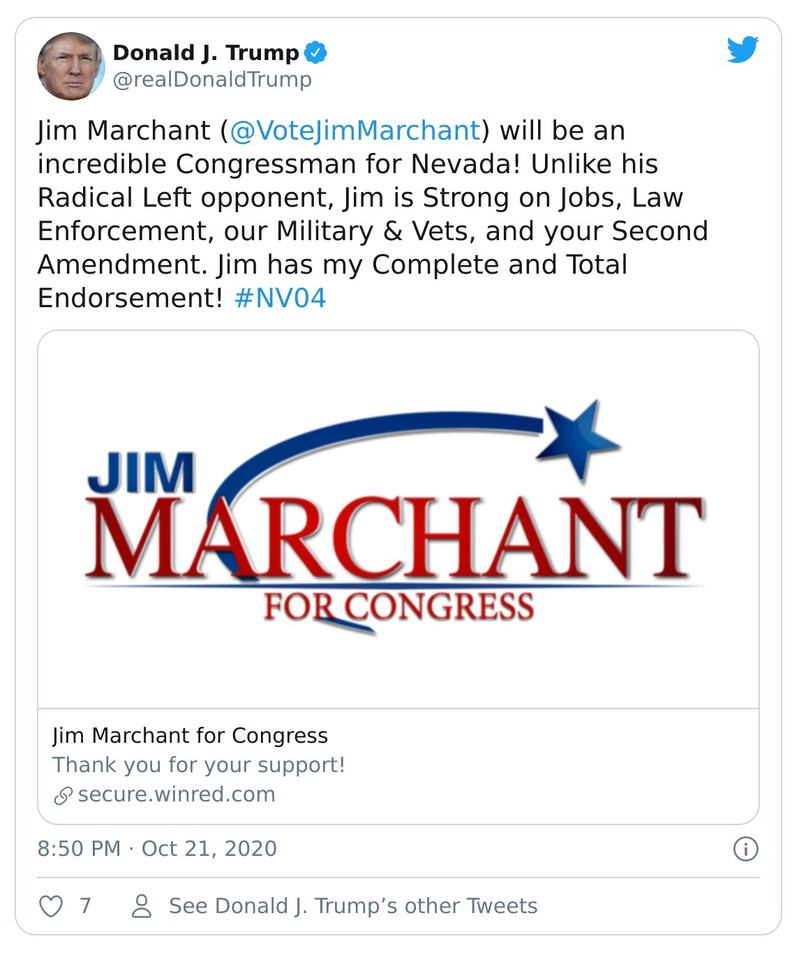 Donald J. Trump
@realDonaldTrump
Jim Marchant (@VoteJimMarchant) will be an
incredible Congressman for Nevada! Unlike his
Radical Left opponent, Jim is Strong on Jobs, Law
Enforcement, our Military & Vets, and your Second
Amendment. Jim has my Complete and Total
Endorsement! #NV04
JIM
MARCHANT
FOR CONGRESS
Jim Marchant for Congress
Thank you for your support!
secure.winred.com
8:50 PM · Oct 21, 2020
7 See Donald J. Trump’s other Tweets